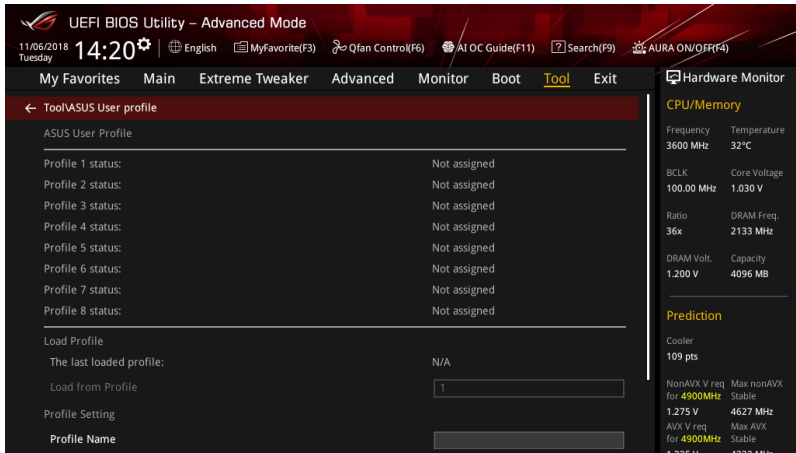 UEFI BIOS Utility – Advanced Mode
11/06/2018 Tuesday 14:20 English MyFavorite(F3) Qfan Control(F6) AI OC Guide(F11) Search(F9) AURA ON/OFF(F4)
My Favorites Main Extreme Tweaker Advanced Monitor Boot Tool Exit
Tool\ASUS User profile
ASUS User Profile
Profile 1 status: Not assigned
Profile 2 status: Not assigned
Profile 3 status: Not assigned
Profile 4 status: Not assigned
Profile 5 status: Not assigned
Profile 6 status: Not assigned
Profile 7 status: Not assigned
Profile 8 status: Not assigned
Load Profile
The last loaded profile: N/A
Load from Profile 1
Profile Setting
Profile Name
Hardware Monitor
CPU/Memory
Frequency Temperature
3600 MHz 32°C
BCLK Core Voltage
100.00 MHz 1.030 V
Ratio DRAM Freq.
36x 2133 MHz
DRAM Volt. Capacity
1.200 V 4096 MB
Prediction
Cooler
109 pts
NonAVX V req Max nonAVX
for 4900MHz Stable
1.275 V 4627 MHz
AVX V req Max AVX
for 4900MHz Stable